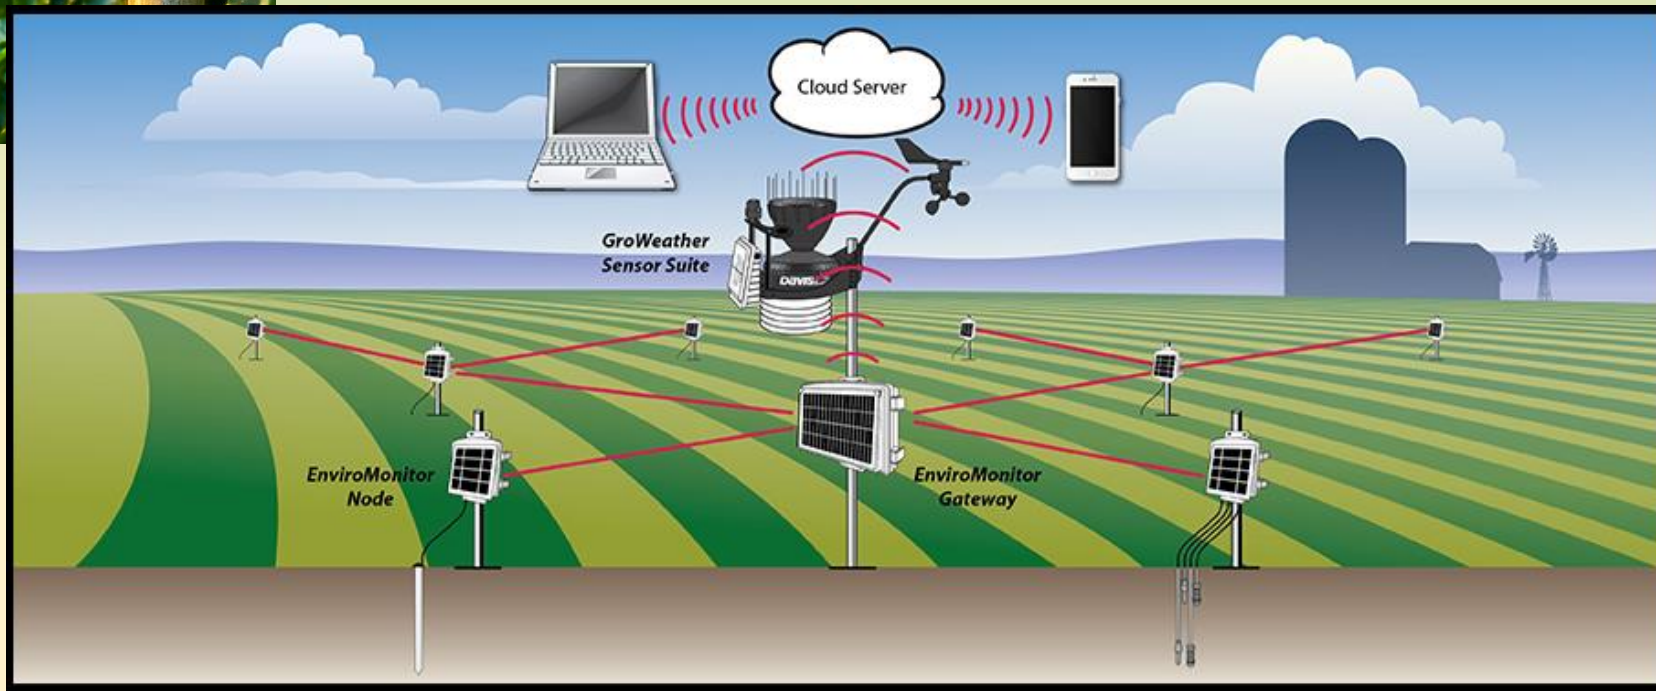 Cloud Server
GroWeather
Sensor Suite
DAVIS
EnviroMonitor
Node
EnviroMonitor
Gateway